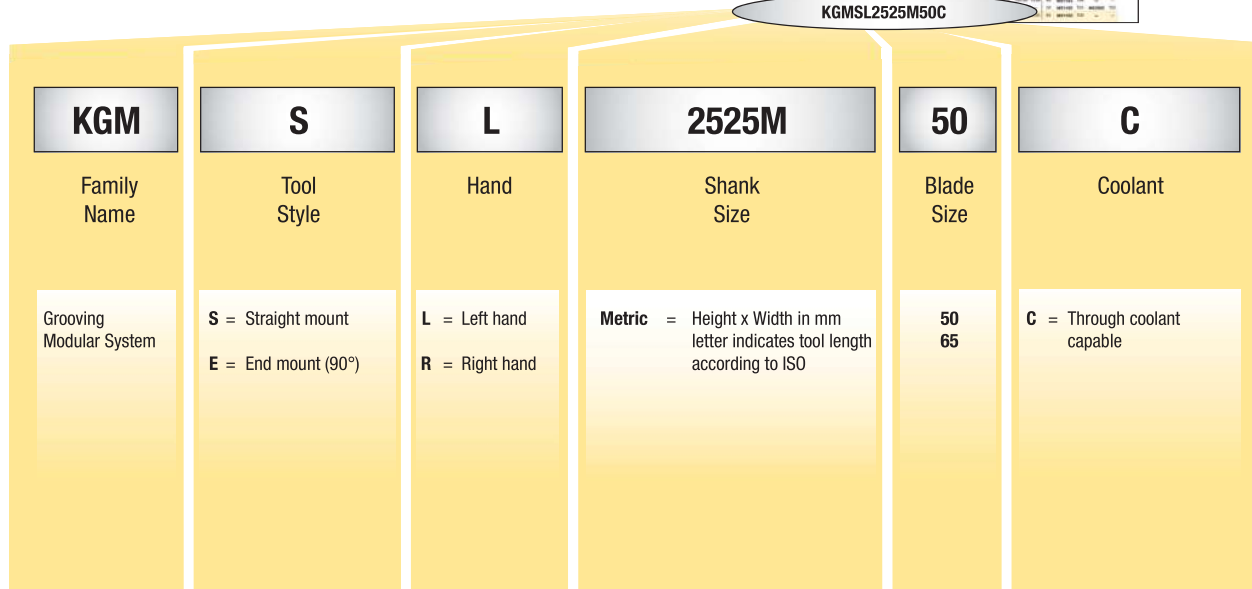 KGMSL2525M50C
KGM
S
L
2525M
50
C
Family
Name
Tool
Style
Hand
Shank
Size
Blade
Size
Coolant
Grooving
Modular System
S = Straight mount
E = End mount (90°)
L = Left hand
R = Right hand
Metric = Height x Width in mm
letter indicates tool length
according to ISO
50
65
C = Through coolant
capable